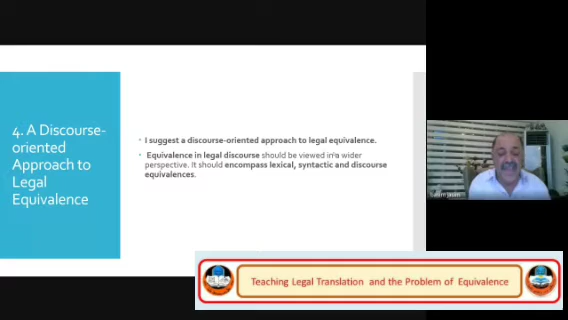 4. A Discourse-
oriented
Approach to
Legal
Equivalence
I suggest a discourse-oriented approach to legal equivalence.
Equivalence in legal discourse should be viewed in a wider
perspective. It should encompass lexical, syntactic and discourse
equivalences.
Teaching Legal Translation and the Problem of Equivalence